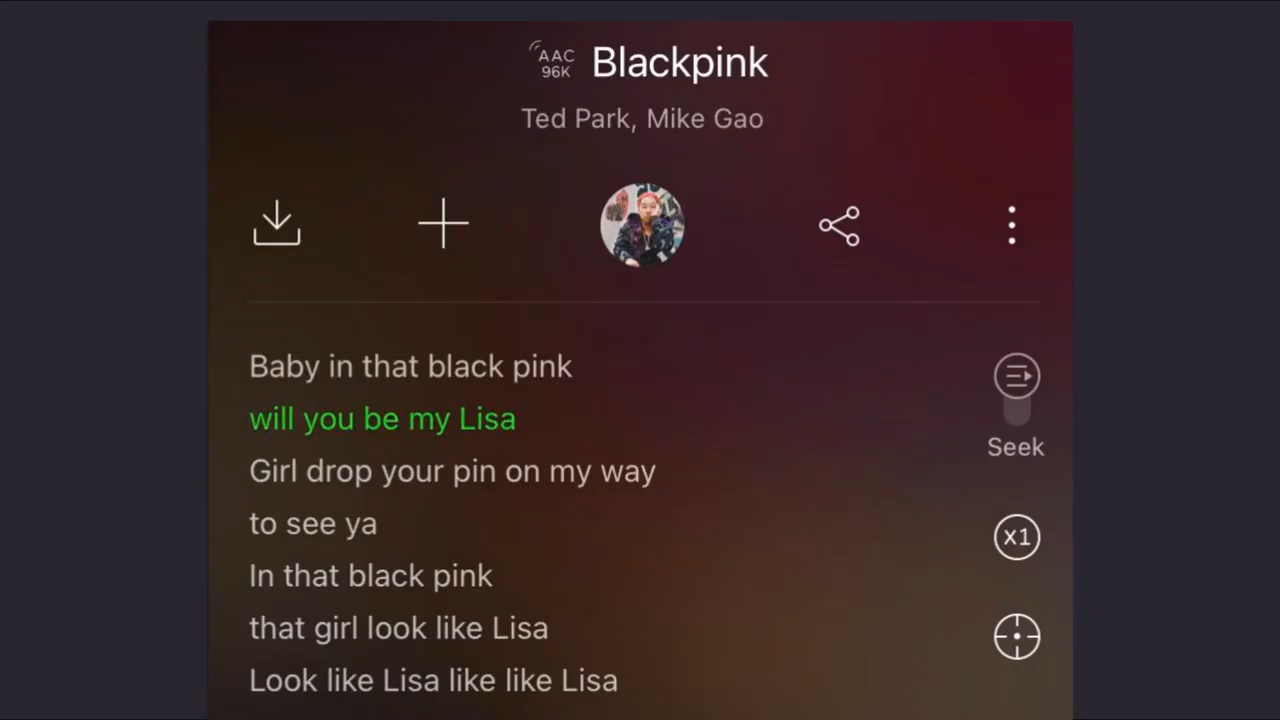 AAC
96K
Blackpink
Ted Park, Mike Gao
Baby in that black pink
will you be my Lisa
Girl drop your pin on my way
to see ya
In that black pink
that girl look like Lisa
Look like Lisa like like Lisa
Seek
x1